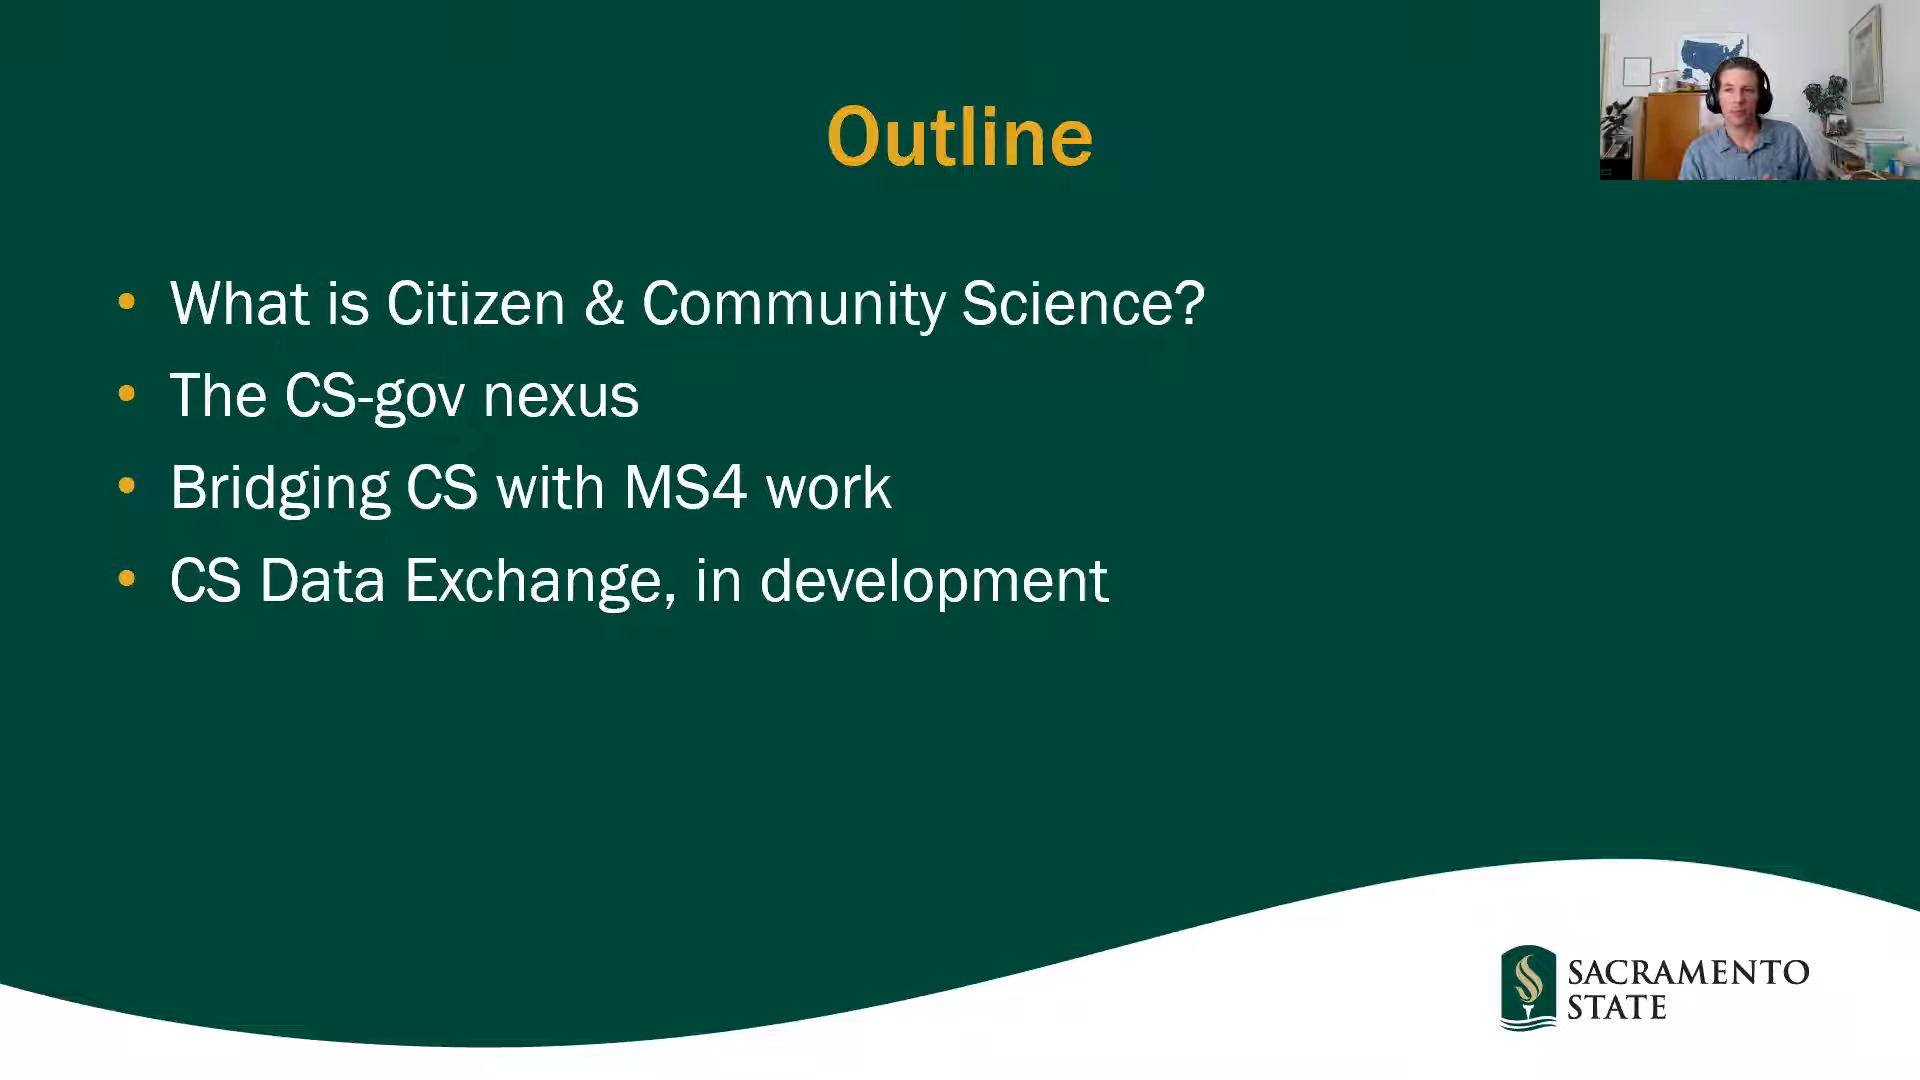 Outline
• What is Citizen & Community Science?
• The CS-gov nexus
• Bridging CS with MS4 work
• CS Data Exchange, in development
SACRAMENTO
STATE